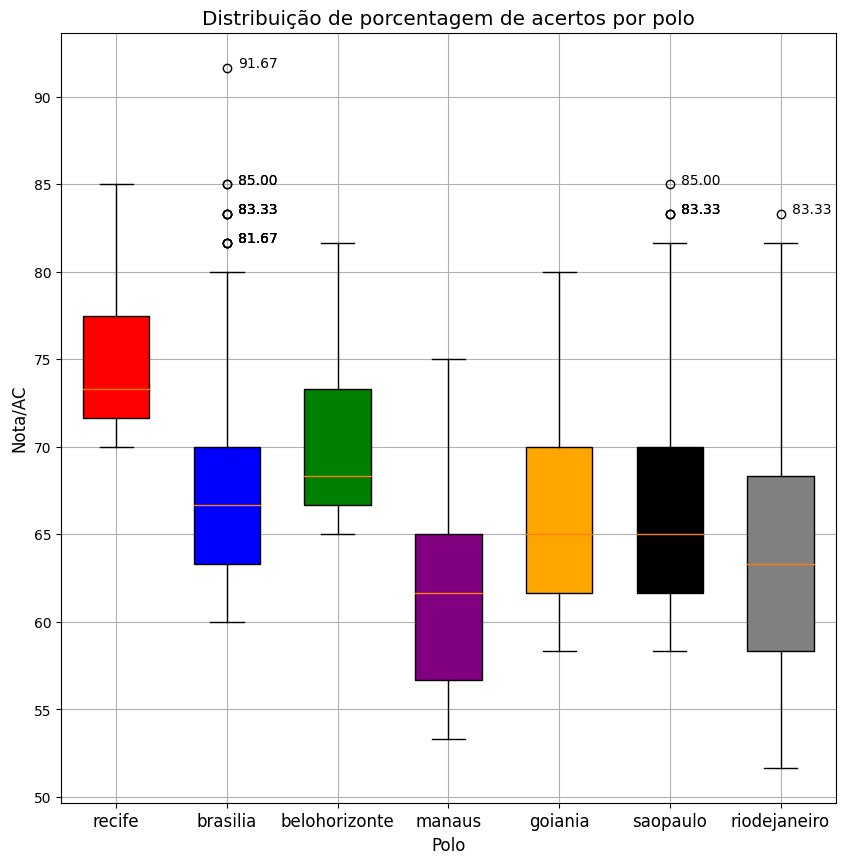 Distribuição de porcentagem de acertos por polo
91.67
85.00
83.33
81.67
85.00
83.33
83.33
90
85
80
75
70
65
60
55
50
Nota/AC
recife
brasilia
belohorizonte
manaus
goiania
saopaulo
riodejaneiro
Polo